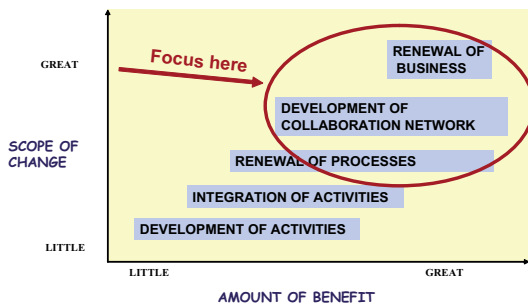 GREAT
Focus here
RENEWAL OF
BUSINESS
DEVELOPMENT OF
COLLABORATION NETWORK
SCOPE OF
CHANGE
RENEWAL OF PROCESSES
INTEGRATION OF ACTIVITIES
DEVELOPMENT OF ACTIVITIES
LITTLE
LITTLE
GREAT
AMOUNT OF BENEFIT